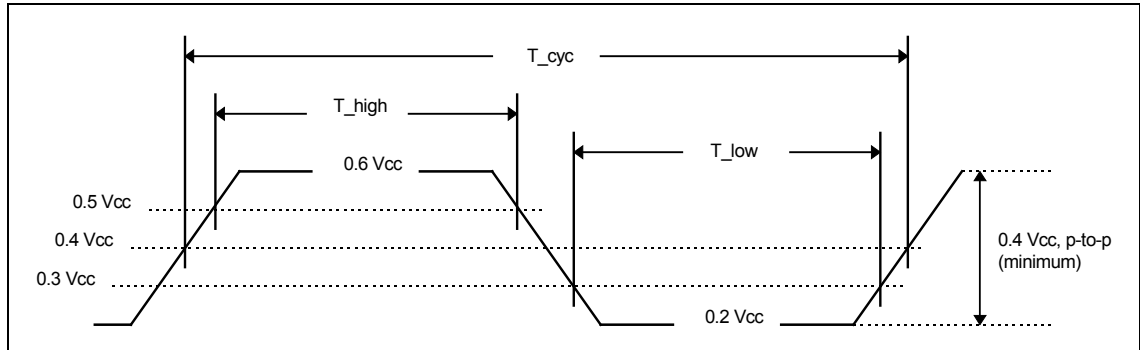 T_cyc
T_high
T_low
0.6 Vcc
0.5 Vcc
0.4 Vcc
0.4 Vcc, p-to-p
(minimum)
0.3 Vcc
0.2 Vcc